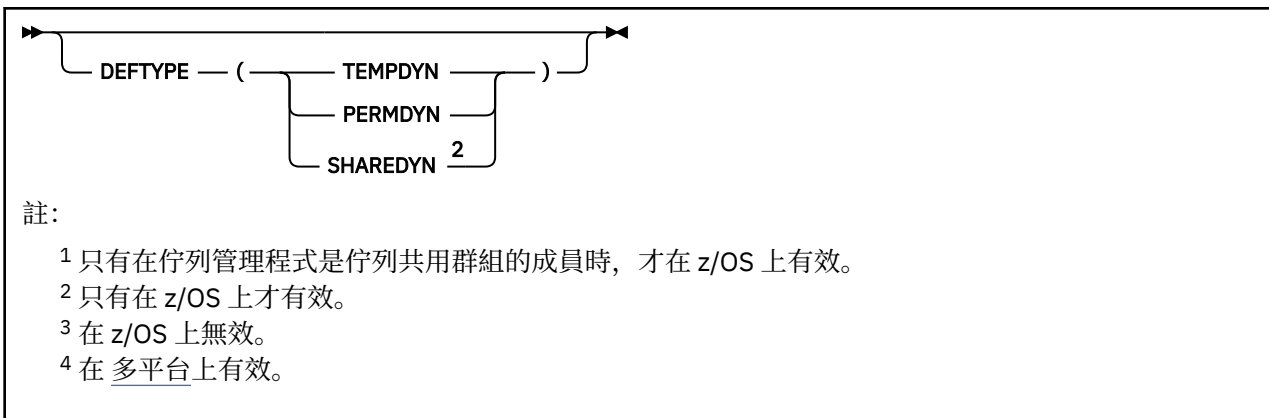 DEFTYPE ( TEMPDYN )
PERMDYN
SHAREDYN 2
註:
1 只有在佇列管理程式是佇列共用群組的成員時，才在 z/OS 上有效。
2 只有在 z/OS 上才有效。
3 在 z/OS 上無效。
4 在 多平台上有效。